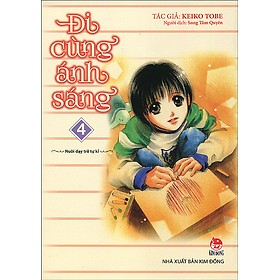 Đi cùng ánh sáng
TÁC GIẢ: KEIKO TOBE
Người dịch: Song Tâm Quyên
4
Nuôi dạy trẻ tự kỉ
NHÀ XUẤT BẢN KIM ĐỒNG